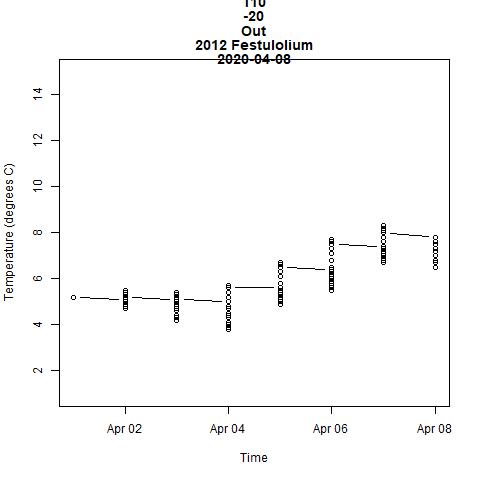 110
-20
Out
2012 Festulolium
2020-04-08
14
12
10
8
6
4
2
Temperature (degrees C)
Apr 02
Apr 04
Apr 06
Apr 08
Time